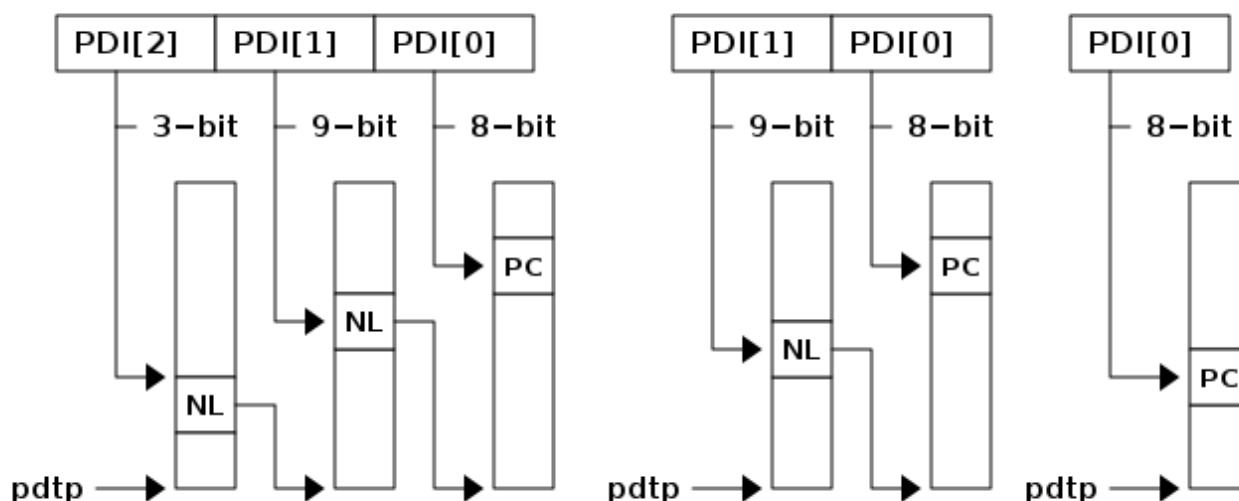 PDI[2] PDI[1] PDI[0] PDI[1] PDI[0] PDI[0]
3-bit 9-bit 8-bit 9-bit 8-bit 8-bit
PC PC
NL NL
PC
NL
pdtp pdtp pdtp